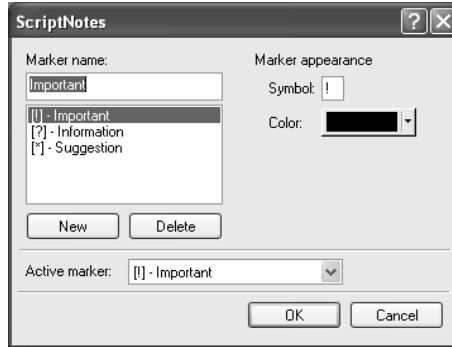 ScriptNotes
Marker name:
Important
[!] - Important
[?] - Information
[*] - Suggestion
New
Delete
Marker appearance
Symbol: !
Color:
Active marker: [!] - Important
OK
Cancel